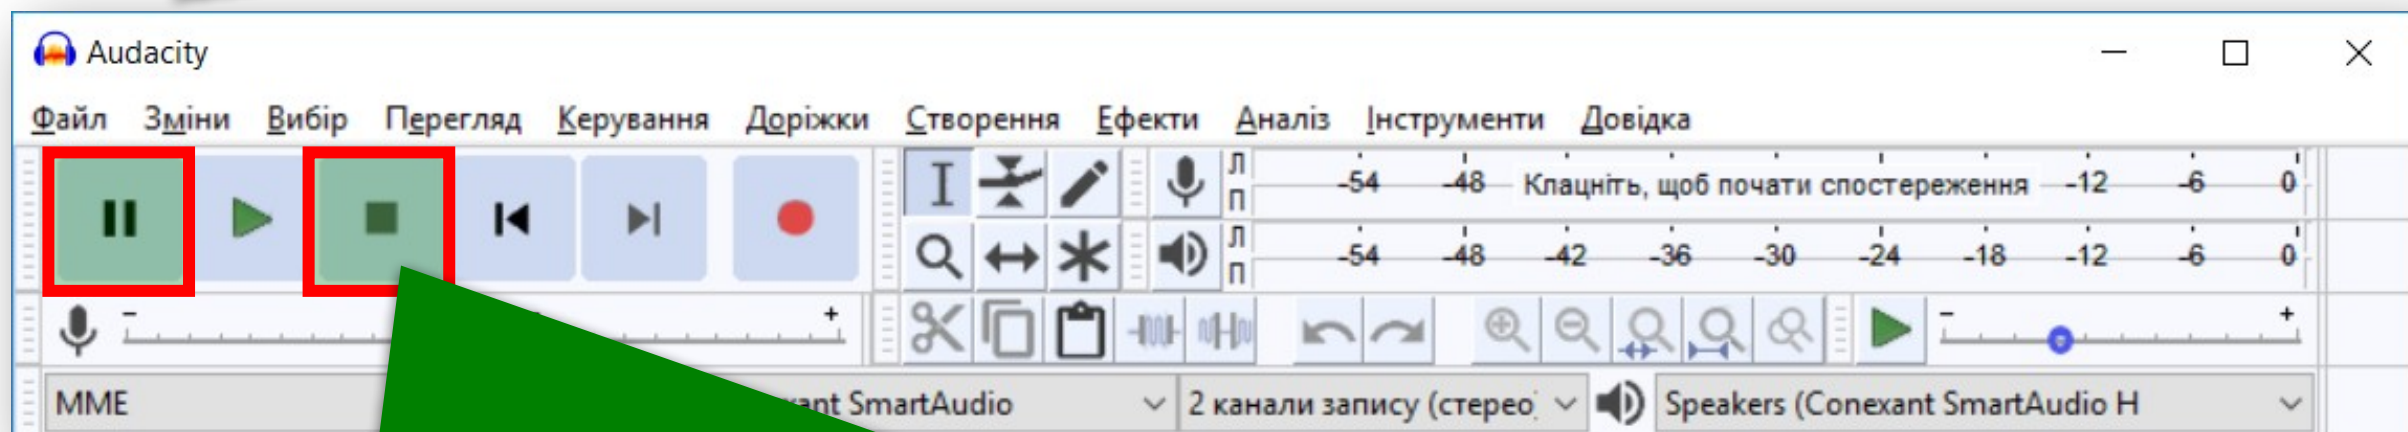 Audacity
Файл Зміни Вибір Перегляд Керування Доріжки Створення Ефекти Аналіз Інструменти Довідка
Л
П
-54 -48 Клацніть, щоб почати спостереження -12 -6 0
Л
П
-54 -48 -42 -36 -30 -24 -18 -12 -6 0
- +
- +
MME SmartAudio 2 канали запису (стерео Speakers (Conexant SmartAudio H